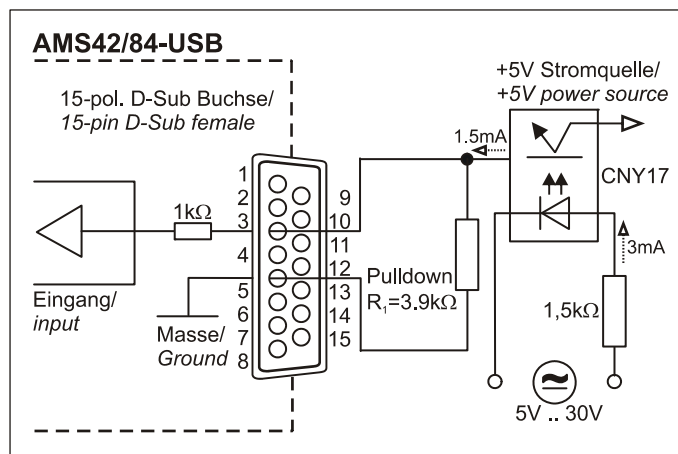 AMS42/84-USB
15-pol. D-Sub Buchse/
15-pin D-Sub female
+5V Stromquelle/
+5V power source
1.5mA
CNY17
1
2
3
4
5
6
7
8
9
10
11
12
13
14
15
1kΩ
Eingang/
input
Masse/
Ground
Pulldown
R₁=3.9kΩ
3mA
1,5kΩ
5V .. 30V